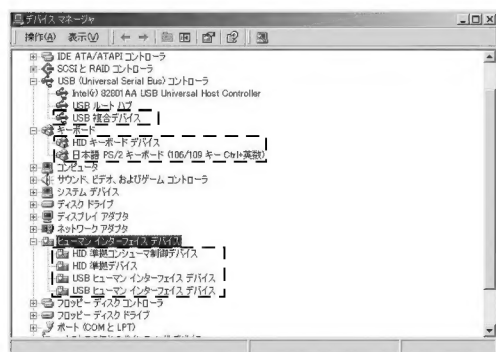 デバイス マネージャ
操作(A) 表示(V)
IDE ATA/ATAPI コントローラ
SCSI と RAID コントローラ
USB (Universal Serial Bus) コントローラ
Intel(r) 82801AA USB Universal Host Controller
USB ルート ハブ
USB 複合デバイス
キーボード
HID キーボード デバイス
日本語 PS/2 キーボード (106/109 キー Ctrl+英数)
コンピュータ
サウンド、ビデオ、およびゲーム コントローラ
システム デバイス
ディスク ドライブ
ディスプレイ アダプタ
ネットワーク アダプタ
ヒューマン インターフェイス デバイス
HID 準拠コンシューマ制御デバイス
HID 準拠デバイス
USB ヒューマン インターフェイス デバイス
USB ヒューマン インターフェイス デバイス
フロッピー ディスク コントローラ
フロッピー ディスク ドライブ
ポート (COM と LPT)